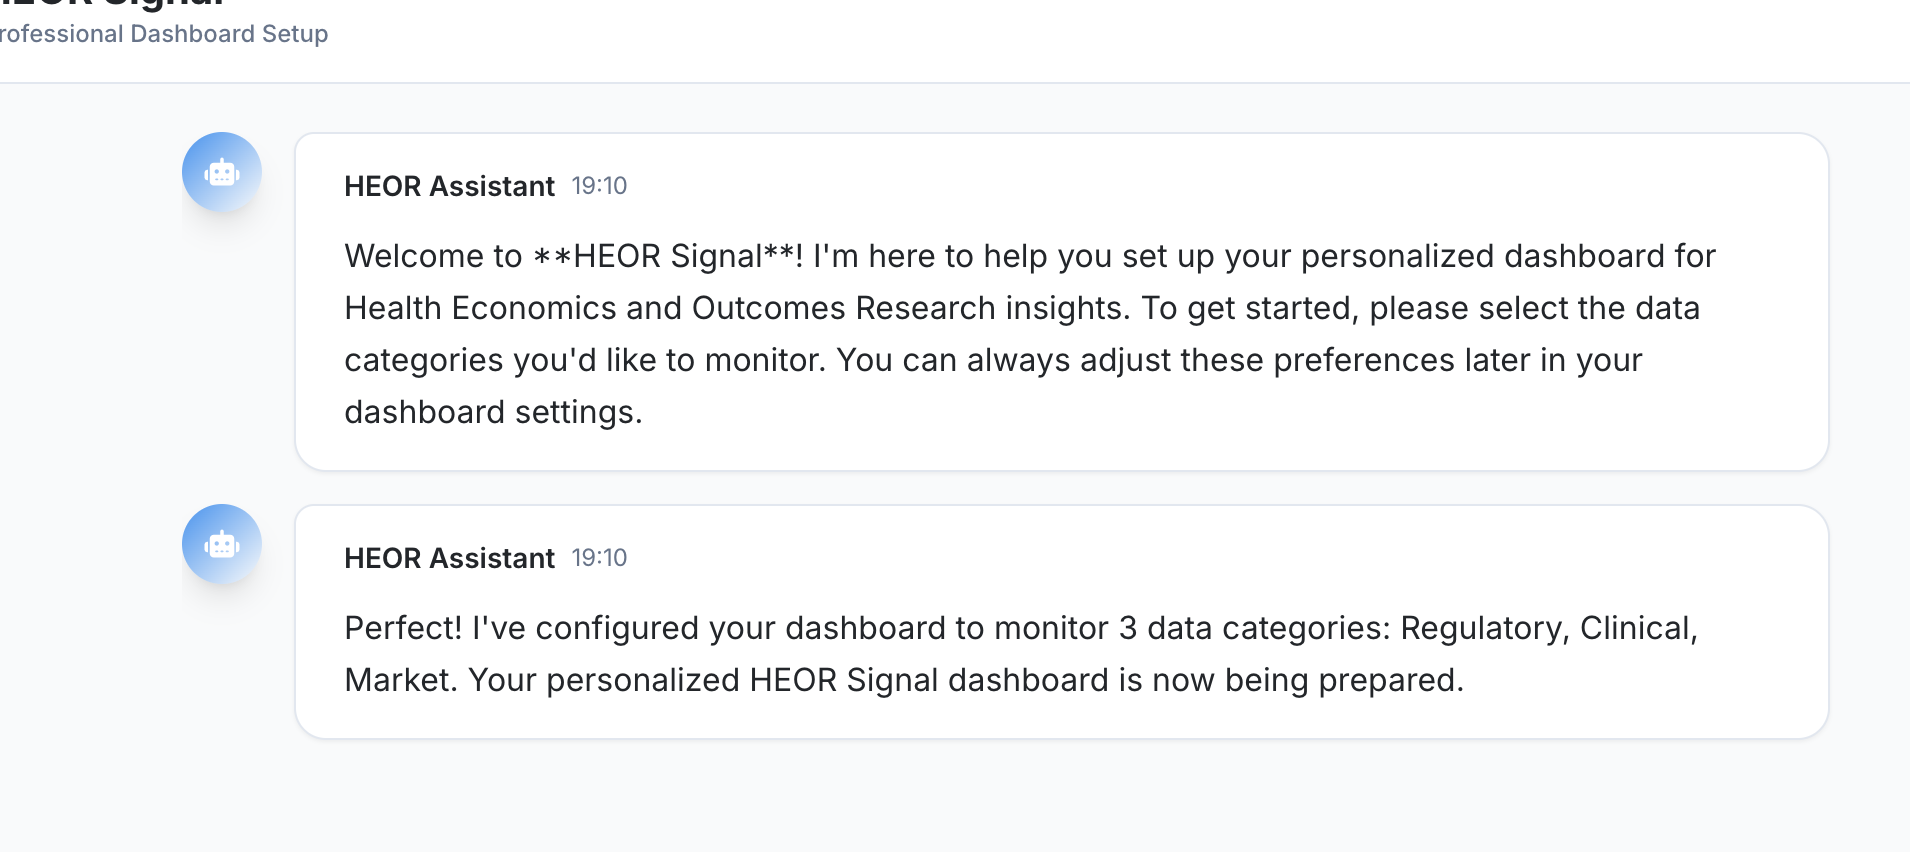 HEOR Signal
rofessional Dashboard Setup
HEOR Assistant 19:10
Welcome to **HEOR Signal**! I'm here to help you set up your personalized dashboard for
Health Economics and Outcomes Research insights. To get started, please select the data
categories you'd like to monitor. You can always adjust these preferences later in your
dashboard settings.
HEOR Assistant 19:10
Perfect! I've configured your dashboard to monitor 3 data categories: Regulatory, Clinical,
Market. Your personalized HEOR Signal dashboard is now being prepared.